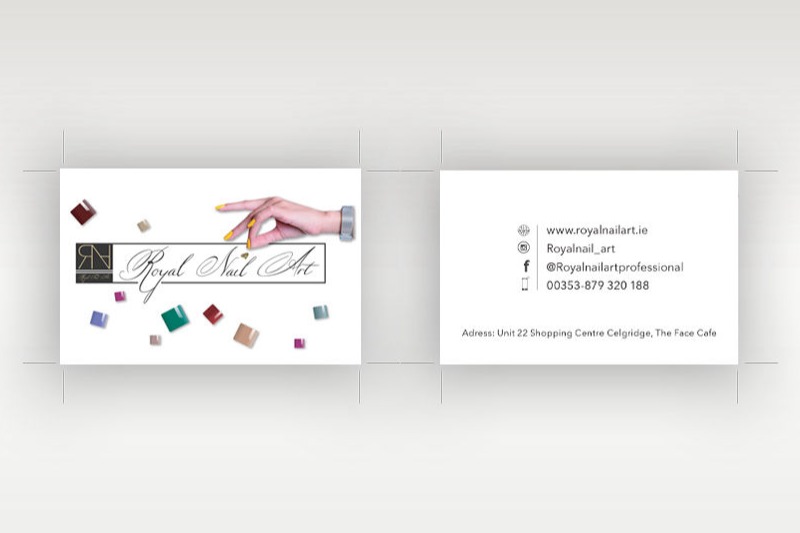 RN
Royal Nail Art
www.royalnailart.ie
Royalnail_art
@Royalnailartprofessional
00353-879 320 188
Adress: Unit 22 Shopping Centre Celgridge, The Face Cafe